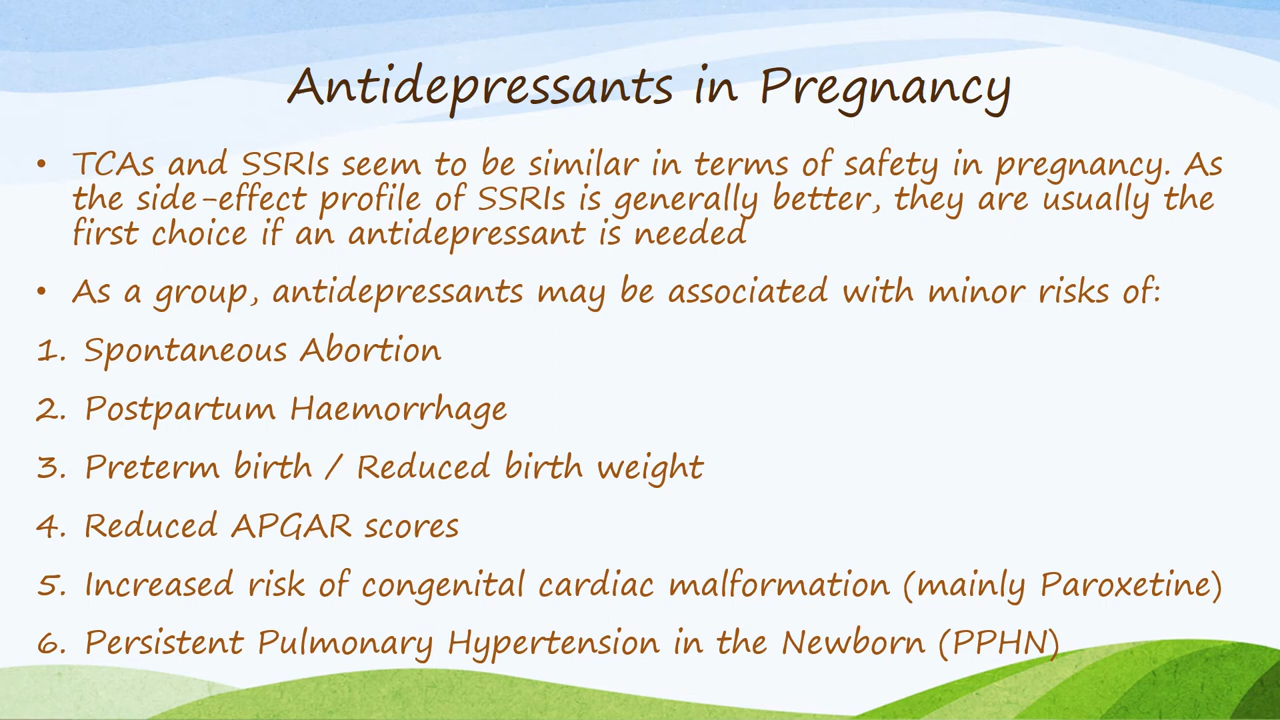 Antidepressants in Pregnancy
• TCAs and SSRIs seem to be similar in terms of safety in pregnancy. As
the side-effect profile of SSRIs is generally better, they are usually the
first choice if an antidepressant is needed
• As a group, antidepressants may be associated with minor risks of:
1. Spontaneous Abortion
2. Postpartum Haemorrhage
3. Preterm birth / Reduced birth weight
4. Reduced APGAR scores
5. Increased risk of congenital cardiac malformation (mainly Paroxetine)
6. Persistent Pulmonary Hypertension in the Newborn (PPHN)